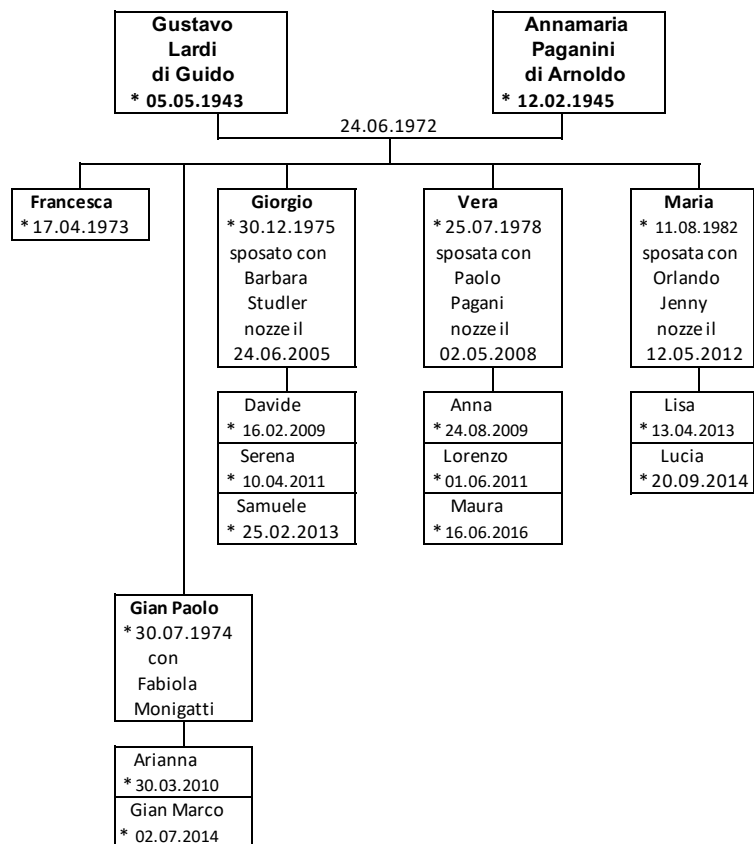 Gustavo
Lardi
di Guido
* 05.05.1943
Annamaria
Paganini
di Arnoldo
* 12.02.1945
24.06.1972
Francesca
* 17.04.1973
Giorgio
* 30.12.1975
sposato con
Barbara
Studler
nozze il
24.06.2005
Vera
* 25.07.1978
sposata con
Paolo
Pagani
nozze il
02.05.2008
Maria
* 11.08.1982
sposata con
Orlando
Jenny
nozze il
12.05.2012
Davide
* 16.02.2009
Serena
* 10.04.2011
Samuele
* 25.02.2013
Anna
* 24.08.2009
Lorenzo
* 01.06.2011
Maura
* 16.06.2016
Lisa
* 13.04.2013
Lucia
* 20.09.2014
Gian Paolo
* 30.07.1974
con
Fabiola
Monigatti
Arianna
* 30.03.2010
Gian Marco
* 02.07.2014